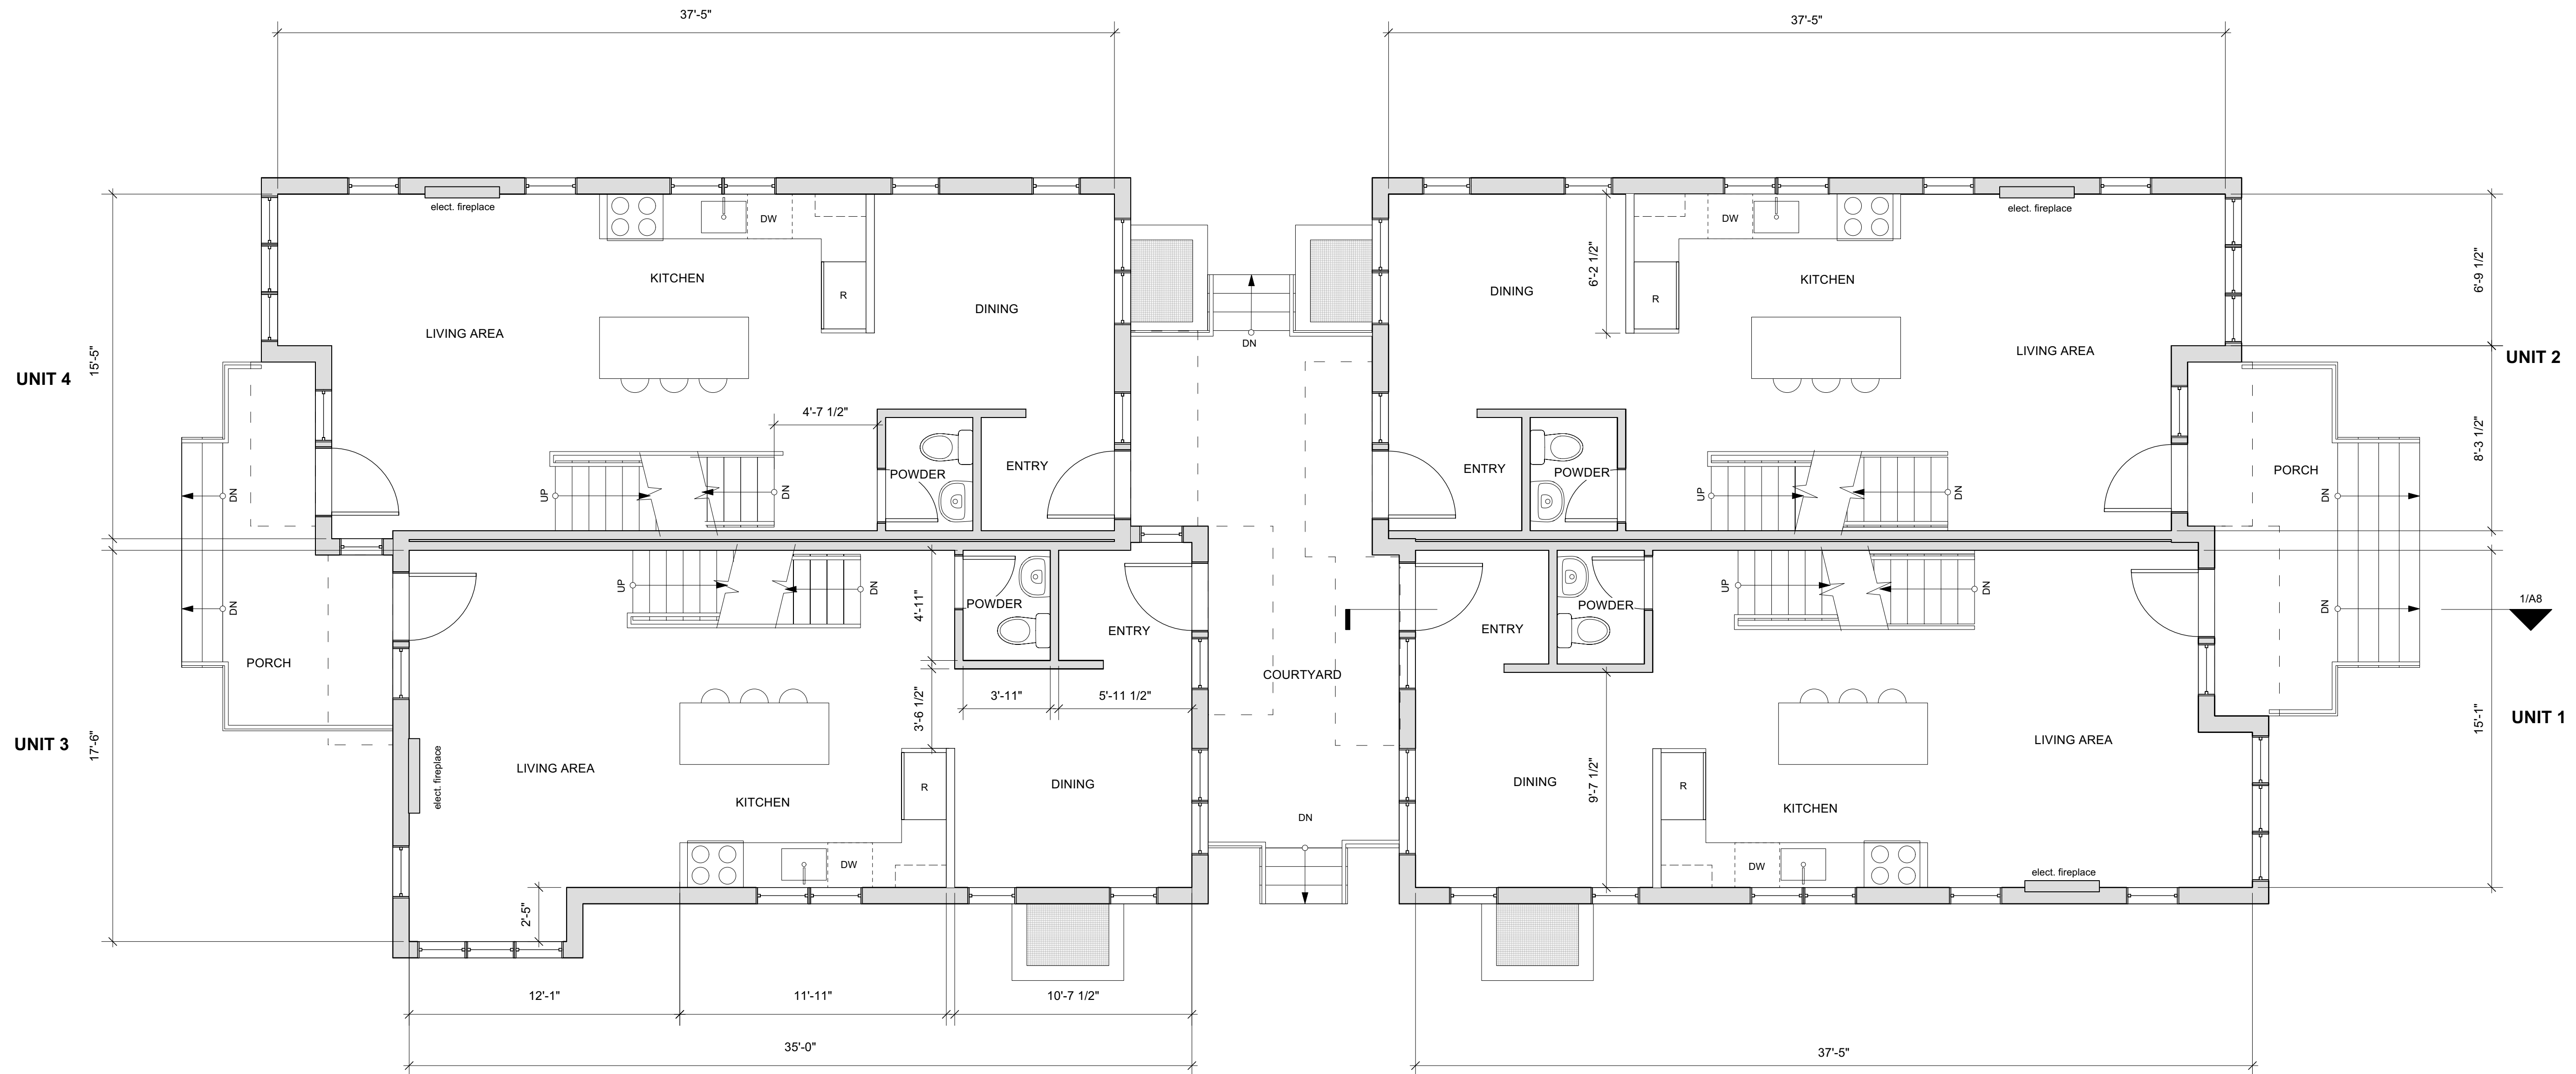 37'-5"
37'-5"
elect. fireplace
DW
KITCHEN
R
LIVING AREA
DINING
15'-5"
UNIT 4
4'-7 1/2"
POWDER
ENTRY
UP
DN
DN
DN
DN
DINING
6'-2 1/2"
DW
R
KITCHEN
elect. fireplace
LIVING AREA
6'-9 1/2"
UNIT 2
8'-3 1/2"
ENTRY
POWDER
UP
DN
PORCH
DN
DN
1/A8
UP
DN
4'-11"
POWDER
ENTRY
PORCH
3'-6 1/2"
3'-11"
5'-11 1/2"
COURTYARD
UNIT 3
17'-6"
elect. fireplace
LIVING AREA
KITCHEN
R
DINING
DW
2'-5"
DN
12'-1"
11'-11"
10'-7 1/2"
35'-0"
ENTRY
POWDER
UP
DN
DINING
9'-7 1/2"
R
KITCHEN
LIVING AREA
DW
elect. fireplace
15'-1"
UNIT 1
37'-5"